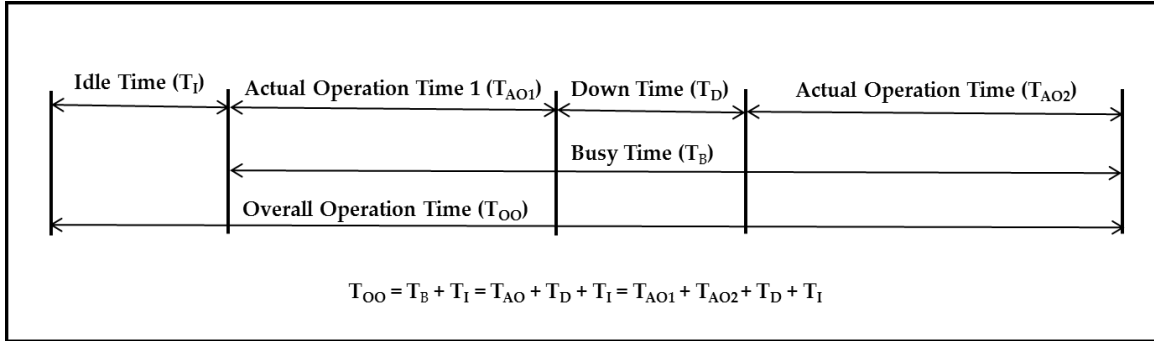 Idle Time (T_I)
Actual Operation Time 1 (T_AO1)
Down Time (T_D)
Actual Operation Time (T_AO2)
Busy Time (T_B)
Overall Operation Time (T_OO)
T_OO = T_B + T_I = T_AO + T_D + T_I = T_AO1 + T_AO2 + T_D + T_I